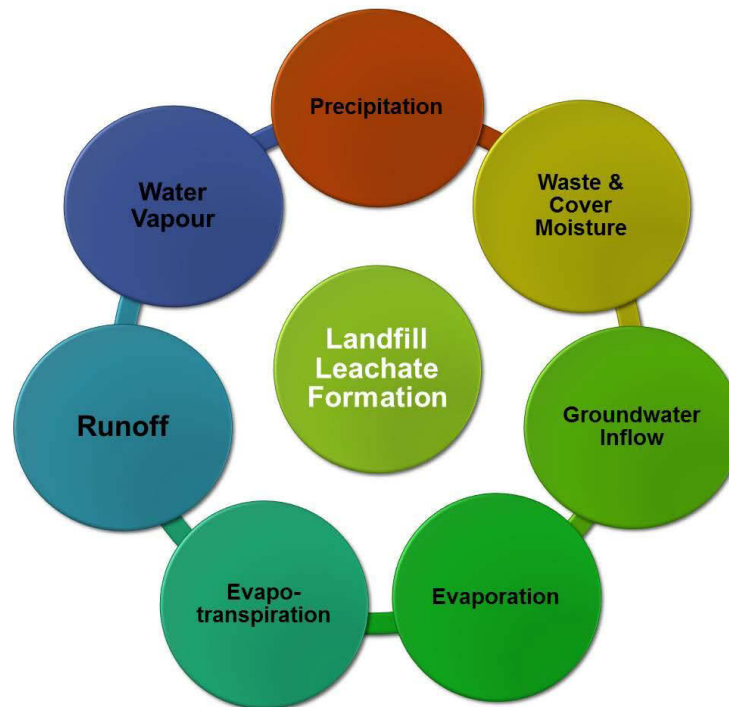 Precipitation
Waste &
Cover
Moisture
Groundwater
Inflow
Evaporation
Evapo-
transpiration
Runoff
Water
Vapour
Landfill
Leachate
Formation